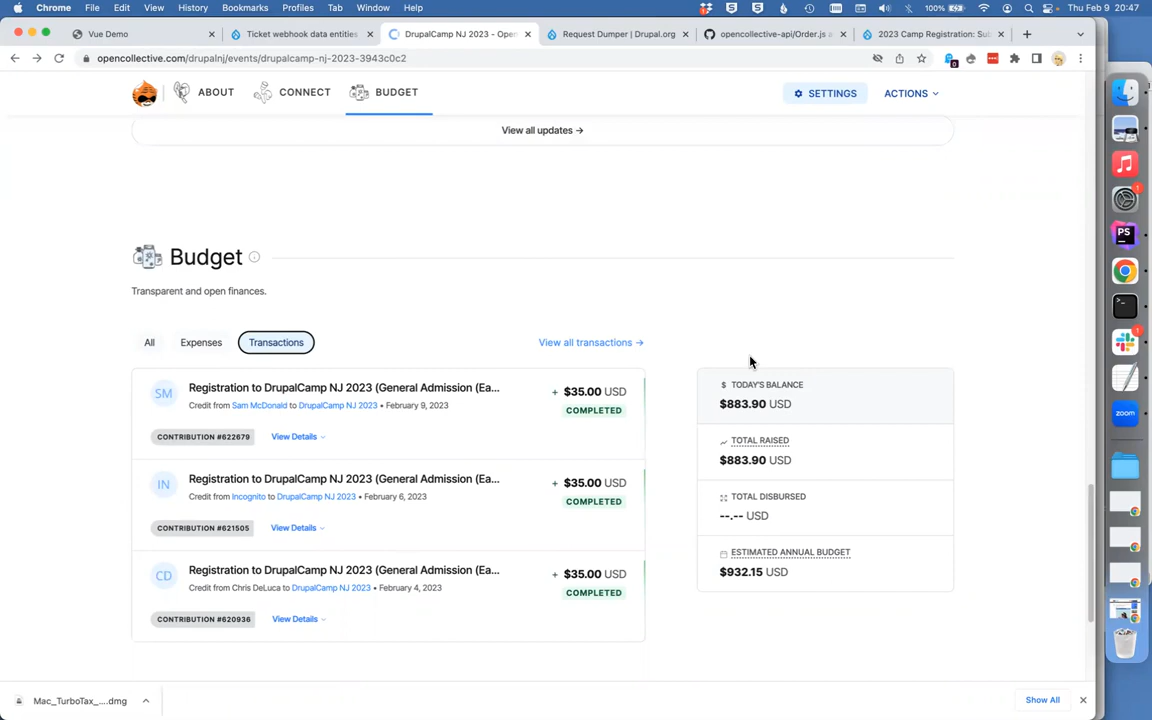 Chrome File Edit View History Bookmarks Profiles Tab Window Help 100% Thu Feb 9 20:47
Vue Demo
Ticket webhook data entities
DrupalCamp NJ 2023 - Open
Request Dumper | Drupal.org
opencollective-api/Order.js a
2023 Camp Registration: Su
opencollective.com/drupalnj/events/drupalcamp-nj-2023-3943c0c2
ABOUT CONNECT BUDGET SETTINGS ACTIONS
View all updates →
Budget
Transparent and open finances.
All Expenses Transactions View all transactions →
Registration to DrupalCamp NJ 2023 (General Admission (Ea...
+ $35.00 USD
SM
Credit from Sam McDonald to DrupalCamp NJ 2023 • February 9, 2023
COMPLETED
CONTRIBUTION #622679 View Details
Registration to DrupalCamp NJ 2023 (General Admission (Ea...
+ $35.00 USD
IN
Credit from Incognito to DrupalCamp NJ 2023 • February 6, 2023
COMPLETED
CONTRIBUTION #621505 View Details
Registration to DrupalCamp NJ 2023 (General Admission (Ea...
+ $35.00 USD
CD
Credit from Chris DeLuca to DrupalCamp NJ 2023 • February 4, 2023
COMPLETED
CONTRIBUTION #620936 View Details
$ TODAY'S BALANCE
$883.90 USD
TOTAL RAISED
$883.90 USD
TOTAL DISBURSED
--.-- USD
ESTIMATED ANNUAL BUDGET
$932.15 USD
PS
zoom
Mac_TurboTax_....dmg
Show All